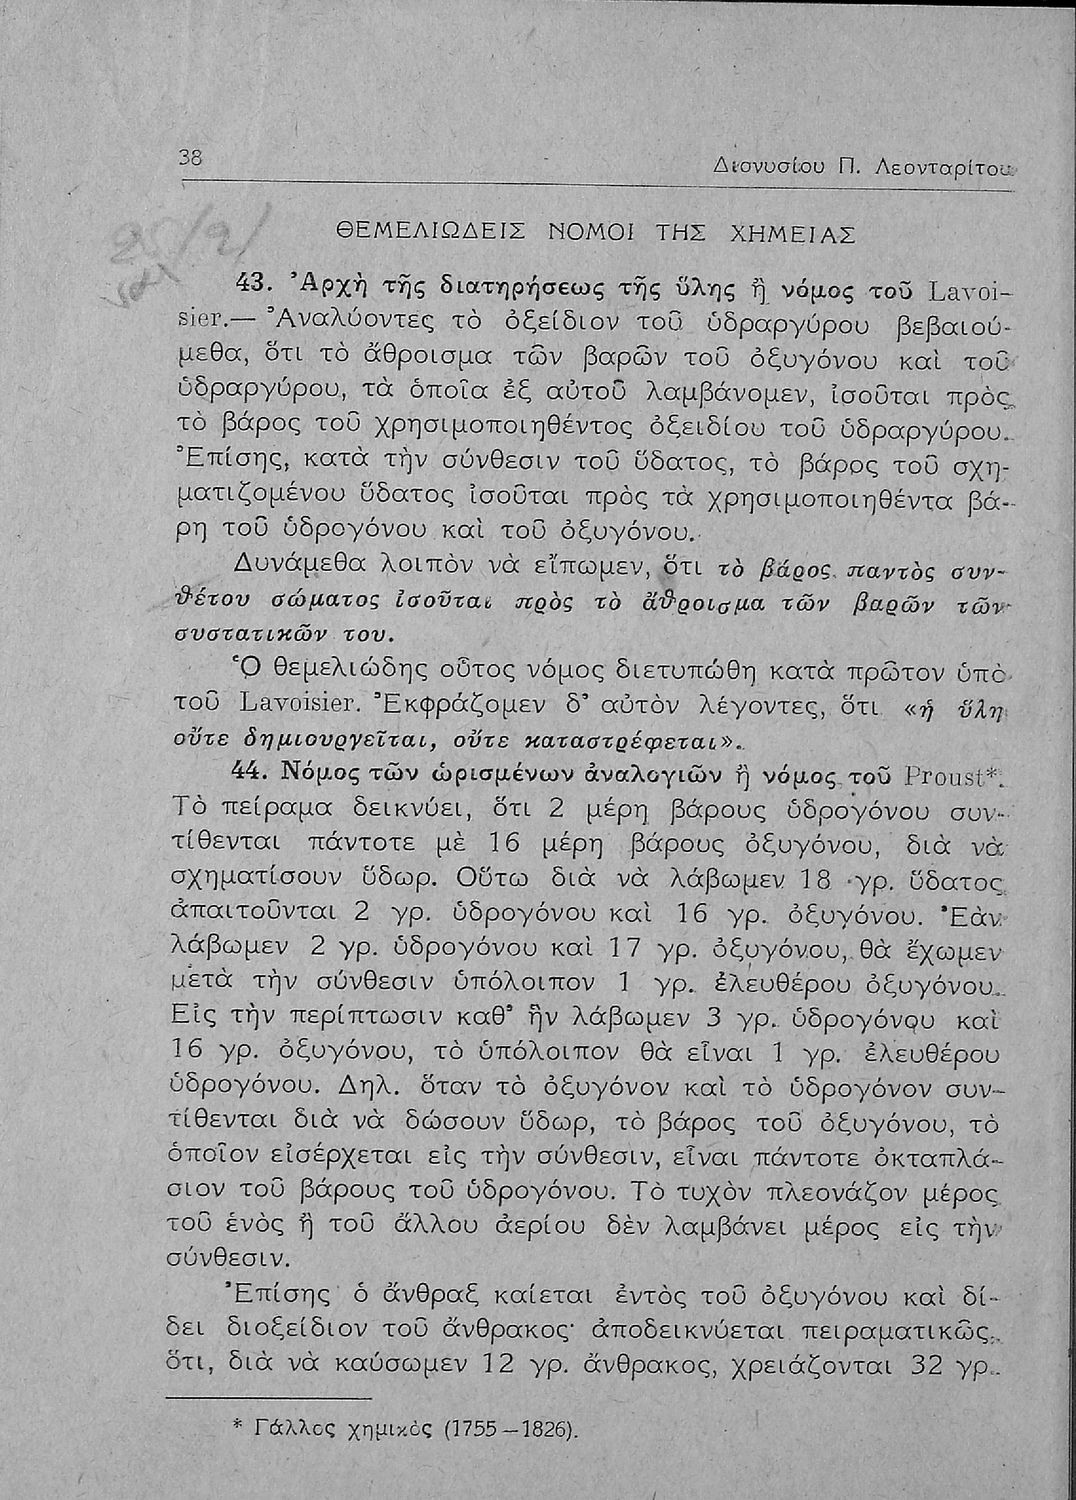 38
Διονυσίου Π. Λεονταρίτου
ΘΕΜΕΛΙΩΔΕΙΣ ΝΟΜΟΙ ΤΗΣ ΧΗΜΕΙΑΣ
43. Ἀρχὴ τῆς διατηρήσεως τῆς ὕλης ἢ νόμος τοῦ Lavoi-
sier.— Ἀναλύοντες τὸ ὀξείδιον τοῦ ὑδραργύρου βεβαιού-
μεθα, ὅτι τὸ ἄθροισμα τῶν βαρῶν τοῦ ὀξυγόνου καὶ τοῦ
ὑδραργύρου, τὰ ὁποῖα ἐξ αὐτοῦ λαμβάνομεν, ἰσοῦται πρὸς
τὸ βάρος τοῦ χρησιμοποιηθέντος ὀξειδίου τοῦ ὑδραργύρου.
Ἐπίσης, κατὰ τὴν σύνθεσιν τοῦ ὕδατος, τὸ βάρος τοῦ σχη-
ματιζομένου ὕδατος ἰσοῦται πρὸς τὰ χρησιμοποιηθέντα βά-
ρη τοῦ ὑδρογόνου καὶ τοῦ ὀξυγόνου.
Δυνάμεθα λοιπὸν νὰ εἴπωμεν, ὅτι τὸ βάρος παντὸς συν-
θέτου σώματος ἰσοῦται πρὸς τὸ ἄθροισμα τῶν βαρῶν τῶν
συστατικῶν του.
Ὁ θεμελιώδης οὗτος νόμος διετυπώθη κατὰ πρῶτον ὑπὸ
τοῦ Lavoisier. Ἐκφράζομεν δ’ αὐτὸν λέγοντες, ὅτι «ἡ ὕλη
οὔτε δημιουργεῖται, οὔτε καταστρέφεται».
44. Νόμος τῶν ὡρισμένων ἀναλογιῶν ἢ νόμος τοῦ Proust*.
Τὸ πείραμα δεικνύει, ὅτι 2 μέρη βάρους ὑδρογόνου συν-
τίθενται πάντοτε μὲ 16 μέρη βάρους ὀξυγόνου, διὰ νὰ
σχηματίσουν ὕδωρ. Οὕτω διὰ νὰ λάβωμεν 18 γρ. ὕδατος
ἀπαιτοῦνται 2 γρ. ὑδρογόνου καὶ 16 γρ. ὀξυγόνου. Ἐὰν
λάβωμεν 2 γρ. ὑδρογόνου καὶ 17 γρ. ὀξυγόνου, θὰ ἔχωμεν
μετὰ τὴν σύνθεσιν ὑπόλοιπον 1 γρ. ἐλευθέρου ὀξυγόνου.
Εἰς τὴν περίπτωσιν καθ’ ἣν λάβωμεν 3 γρ. ὑδρογόνου καὶ
16 γρ. ὀξυγόνου, τὸ ὑπόλοιπον θὰ εἶναι 1 γρ. ἐλευθέρου
ὑδρογόνου. Δηλ. ὅταν τὸ ὀξυγόνον καὶ τὸ ὑδρογόνον συν-
τίθενται διὰ νὰ δώσουν ὕδωρ, τὸ βάρος τοῦ ὀξυγόνου, τὸ
ὁποῖον εἰσέρχεται εἰς τὴν σύνθεσιν, εἶναι πάντοτε ὀκταπλά-
σιον τοῦ βάρους τοῦ ὑδρογόνου. Τὸ τυχὸν πλεονάζον μέρος
τοῦ ἑνὸς ἢ τοῦ ἄλλου ἀερίου δὲν λαμβάνει μέρος εἰς τὴν
σύνθεσιν.
Ἐπίσης ὁ ἄνθραξ καίεται ἐντὸς τοῦ ὀξυγόνου καὶ δί-
δει διοξείδιον τοῦ ἄνθρακος· ἀποδεικνύεται πειραματικῶς,
ὅτι, διὰ νὰ καύσωμεν 12 γρ. ἄνθρακος, χρειάζονται 32 γρ.
* Γάλλος χημικὸς (1755 – 1826).